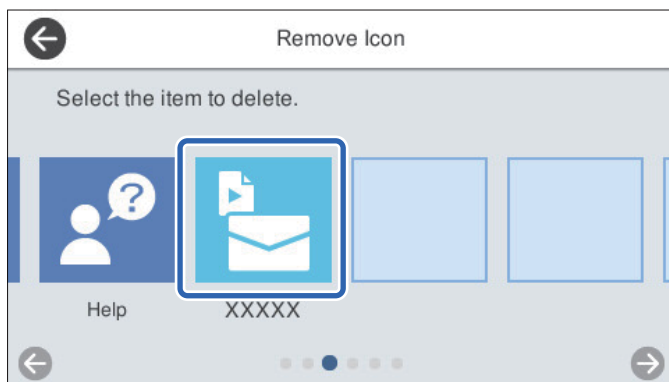 Remove Icon
Select the item to delete.
?
Help
XXXXX